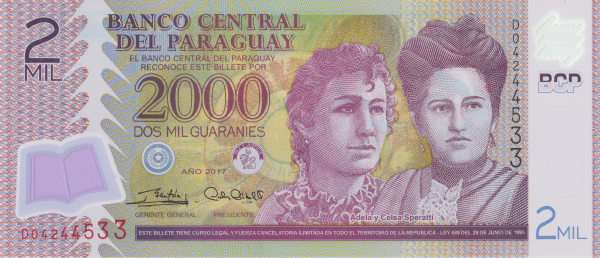 2
MIL
BANCO CENTRAL
DEL PARAGUAY
EL BANCO CENTRAL DEL PARAGUAY
RECONOCE ESTE BILLETE POR
2000
DOS MIL GUARANIES
AÑO 2017
GERENTE GENERAL PRESIDENTE
D04244533
Adela y Celsa Speratti
ESTE BILLETE TIENE CURSO LEGAL Y FUERZA CANCELATORIA ILIMITADA EN TODO EL TERRITORIO DE LA REPUBLICA - LEY 489 DEL 29 DE JUNIO DE 1995
D04244533
BCP
2 MIL